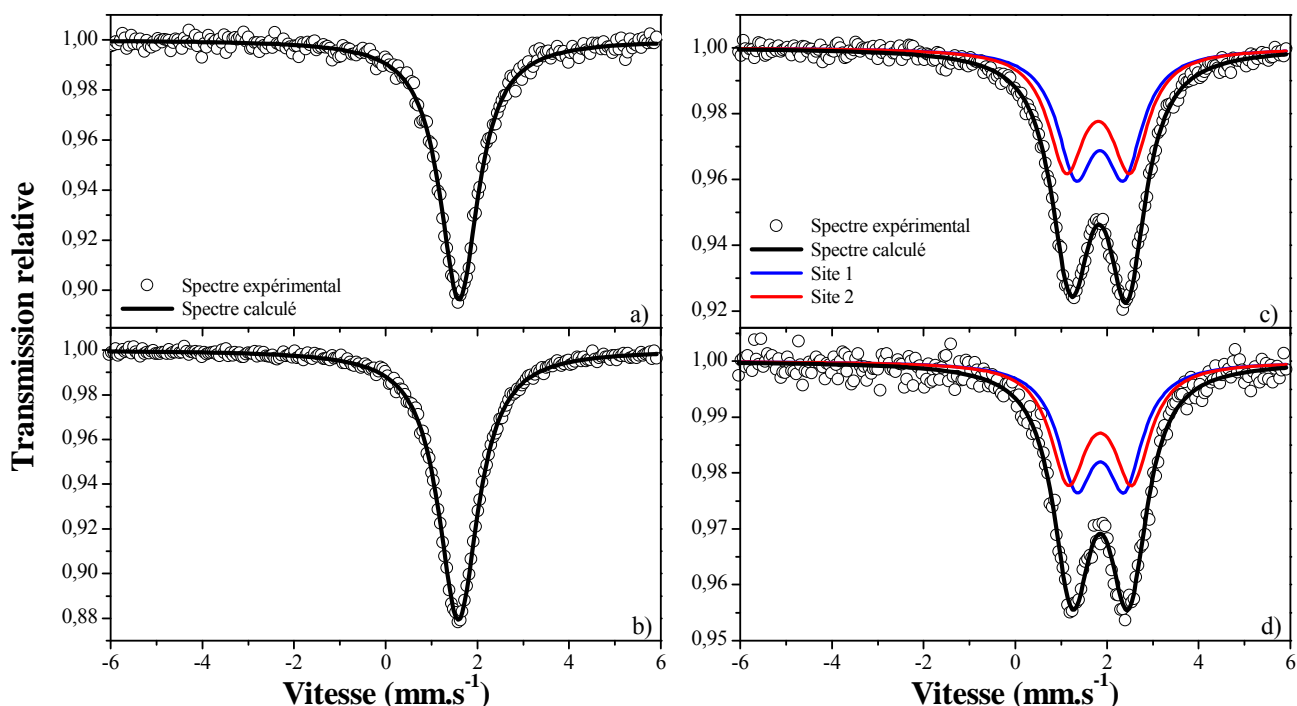 Transmission relative
1,00
0,98
0,96
0,94
0,92
0,90
Spectre expérimental
Spectre calculé
a)
1,00
0,98
0,96
0,94
0,92
0,90
0,88
b)
-6 -4 -2 0 2 4 6
Vitesse (mm.s-1)
1,00
0,98
0,96
0,94
0,92
Spectre expérimental
Spectre calculé
Site 1
Site 2
c)
1,00
0,99
0,98
0,97
0,96
0,95
d)
-6 -4 -2 0 2 4 6
Vitesse (mm.s-1)